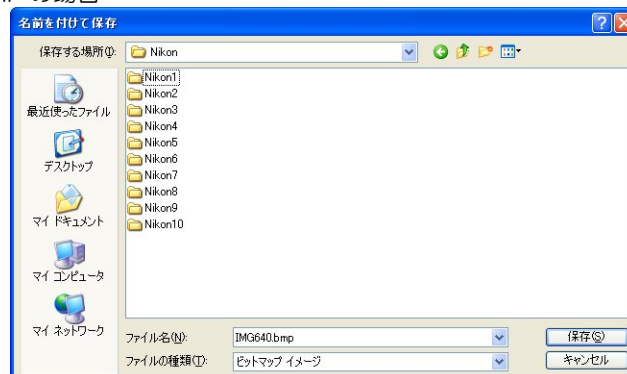 の場合
名前を付けて保存
保存する場所(I):
Nikon
Nikon1
Nikon2
Nikon3
Nikon4
Nikon5
Nikon6
Nikon7
Nikon8
Nikon9
Nikon10
最近使ったファイル
デスクトップ
マイ ドキュメント
マイ コンピュータ
マイ ネットワーク
ファイル名(N):
IMG640.bmp
保存(S)
ファイルの種類(T):
ビットマップ イメージ
キャンセル